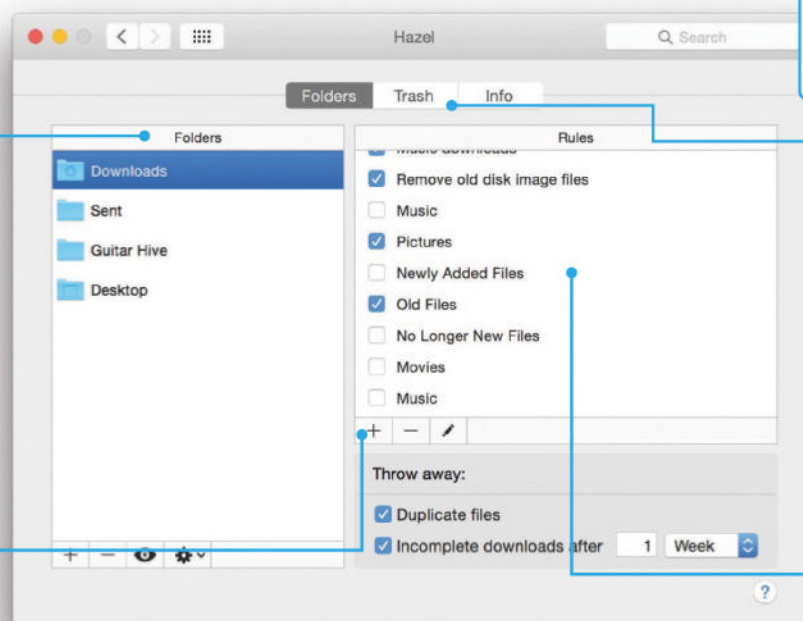 Hazel
Search
Folders Trash Info
Folders
Downloads
Sent
Guitar Hive
Desktop
Rules
Music downloads
Remove old disk image files
Music
Pictures
Newly Added Files
Old Files
No Longer New Files
Movies
Music
Throw away:
Duplicate files
Incomplete downloads after 1 Week
?